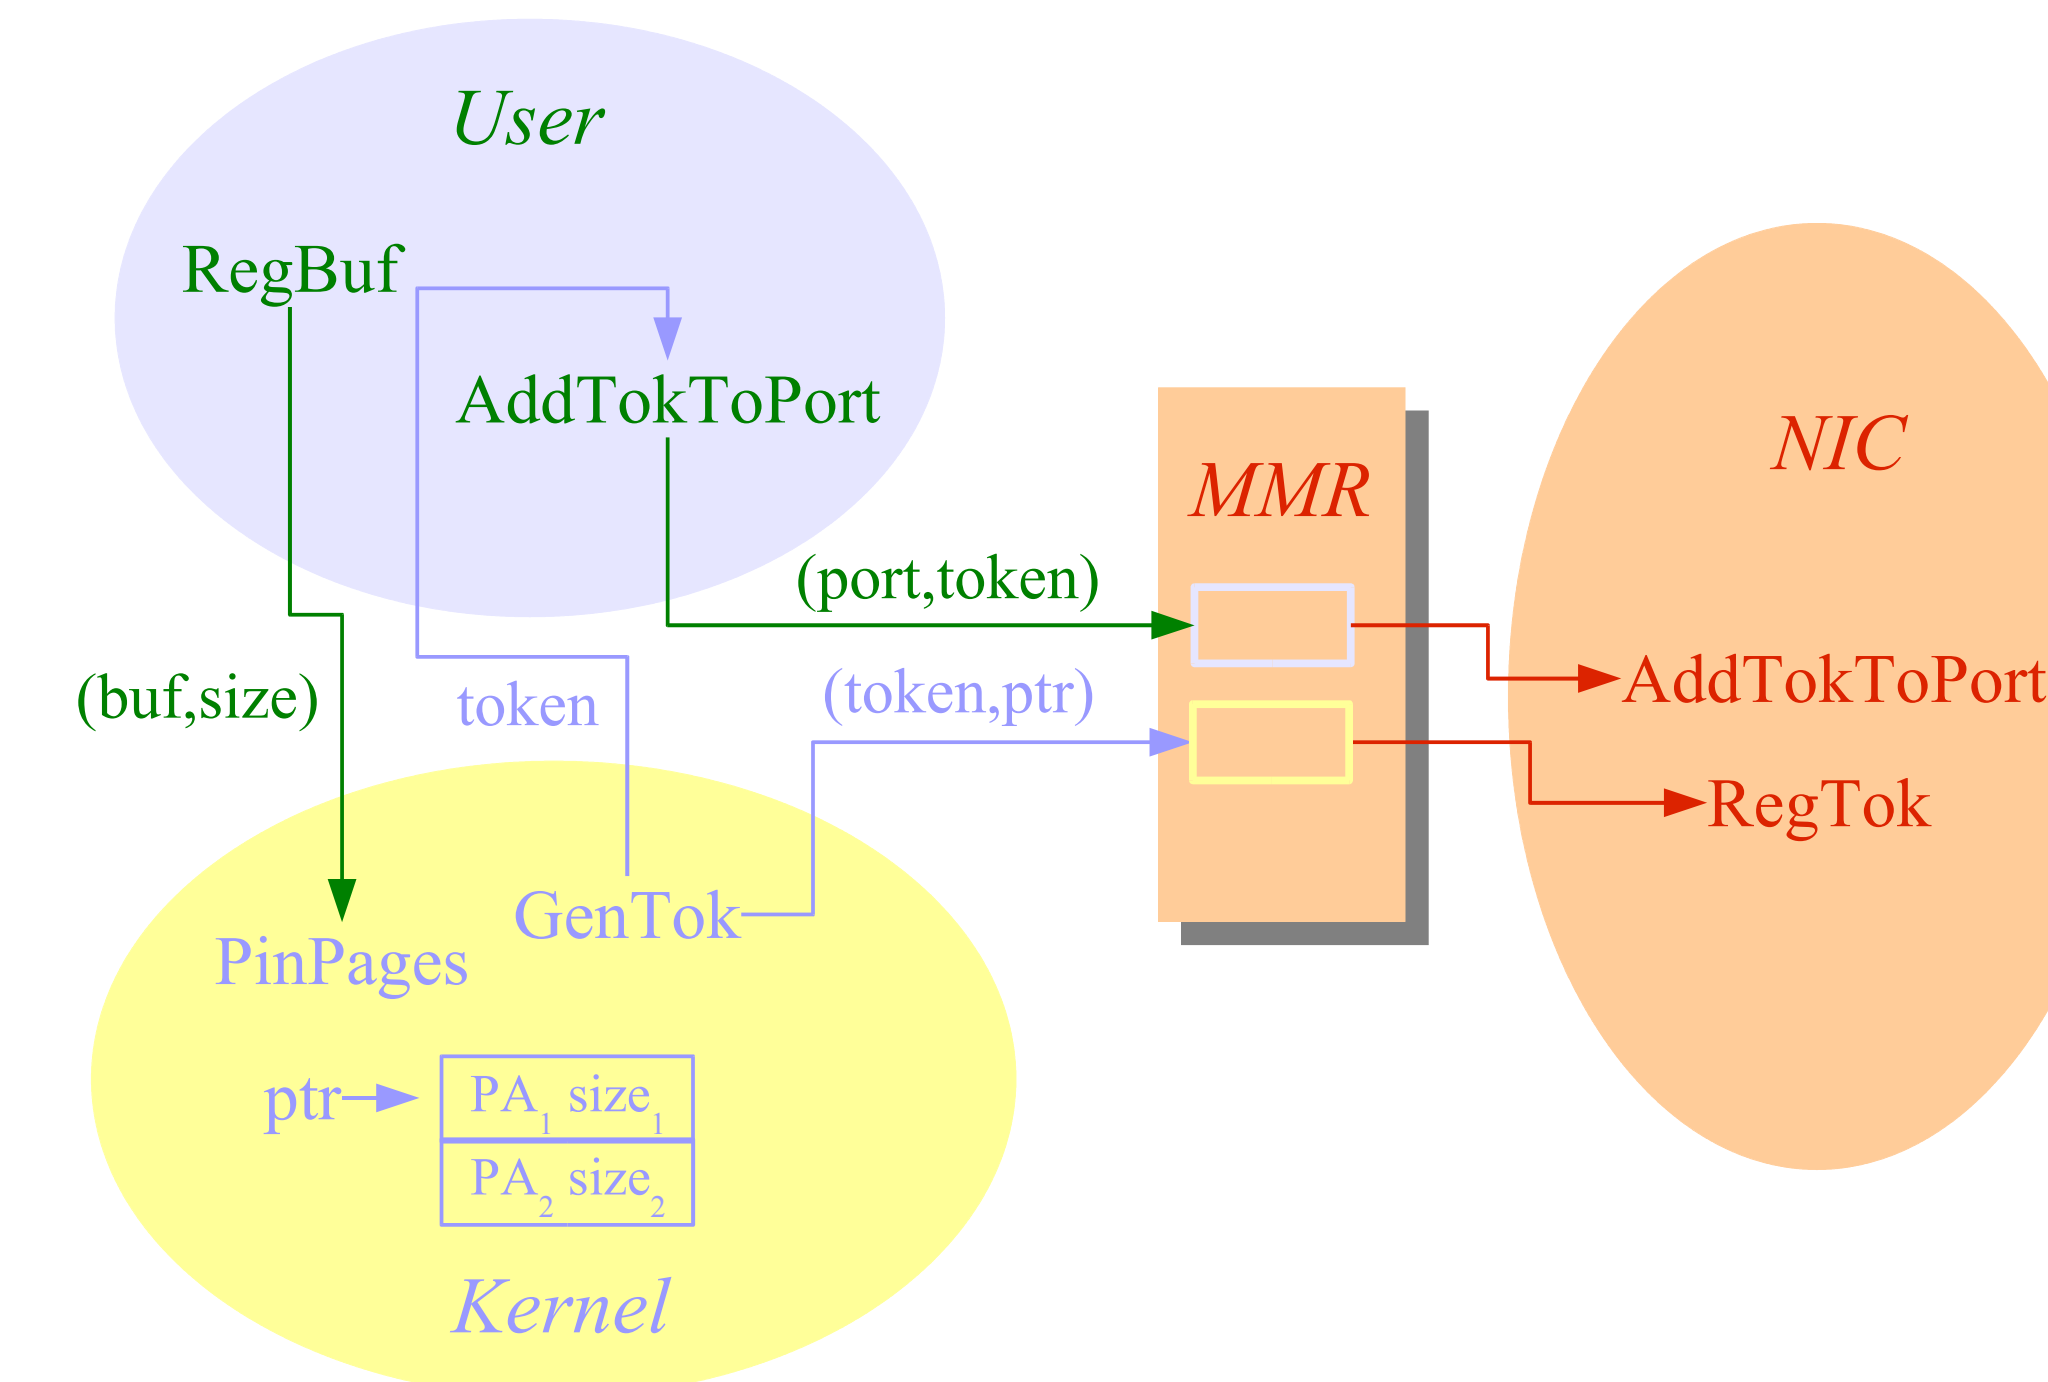 User
RegBuf
AddTokToPort
NIC
MMR
(port,token)
(buf,size)
token
(token,ptr)
AddTokToPort
RegTok
GenTok
PinPages
ptr
PA1 size1
PA2 size2
Kernel